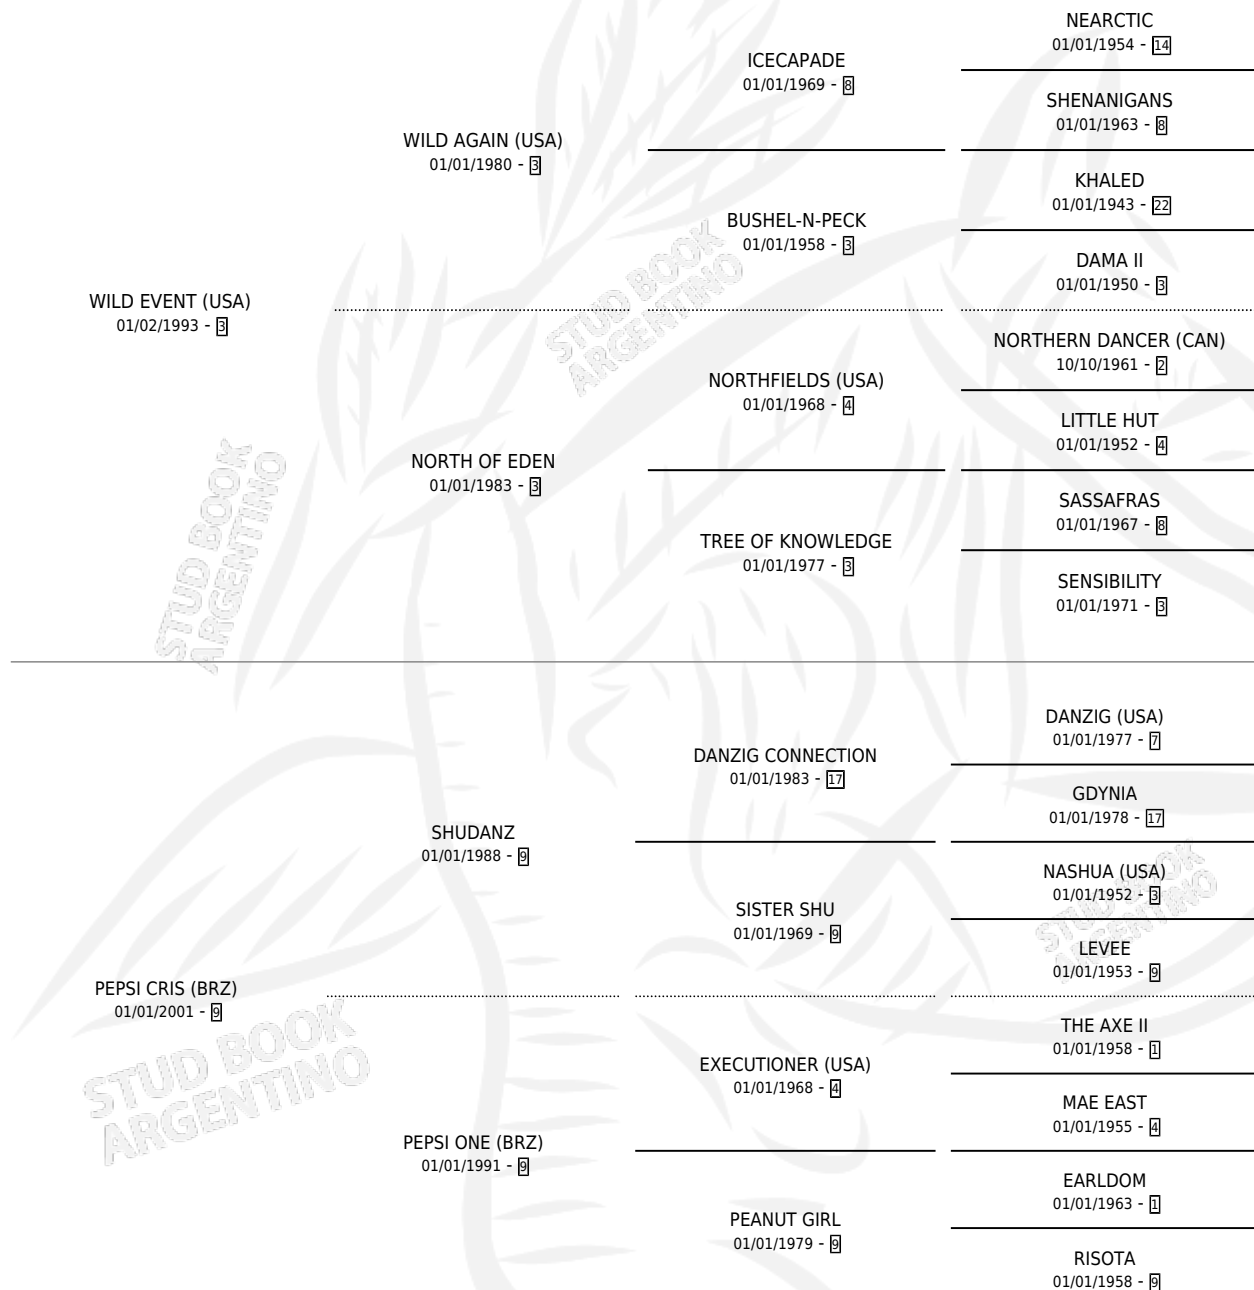 WILD EVENT (USA)
01/02/1993 - 3
WILD AGAIN (USA)
01/01/1980 - 3
ICECAPADE
01/01/1969 - 8
NEARCTIC
01/01/1954 - 14
SHENANIGANS
01/01/1963 - 8
BUSHEL-N-PECK
01/01/1958 - 3
KHALED
01/01/1943 - 22
DAMA II
01/01/1950 - 3
NORTH OF EDEN
01/01/1983 - 3
NORTHFIELDS (USA)
01/01/1968 - 4
NORTHERN DANCER (CAN)
10/10/1961 - 2
LITTLE HUT
01/01/1952 - 4
TREE OF KNOWLEDGE
01/01/1977 - 3
SASSAFRAS
01/01/1967 - 8
SENSIBILITY
01/01/1971 - 3
PEPSI CRIS (BRZ)
01/01/2001 - 9
SHUDANZ
01/01/1988 - 9
DANZIG CONNECTION
01/01/1983 - 17
DANZIG (USA)
01/01/1977 - 7
GDYNIA
01/01/1978 - 17
SISTER SHU
01/01/1969 - 9
NASHUA (USA)
01/01/1952 - 3
LEVEE
01/01/1953 - 9
PEPSI ONE (BRZ)
01/01/1991 - 9
EXECUTIONER (USA)
01/01/1968 - 4
THE AXE II
01/01/1958 - 1
MAE EAST
01/01/1955 - 4
PEANUT GIRL
01/01/1979 - 9
EARLDOM
01/01/1963 - 1
RISOTA
01/01/1958 - 9
STUD BOOK
ARGENTINO
STUD BOOK
ARGENTINO
STUD BOOK
ARGENTINO
STUD BOOK
ARGENTINO